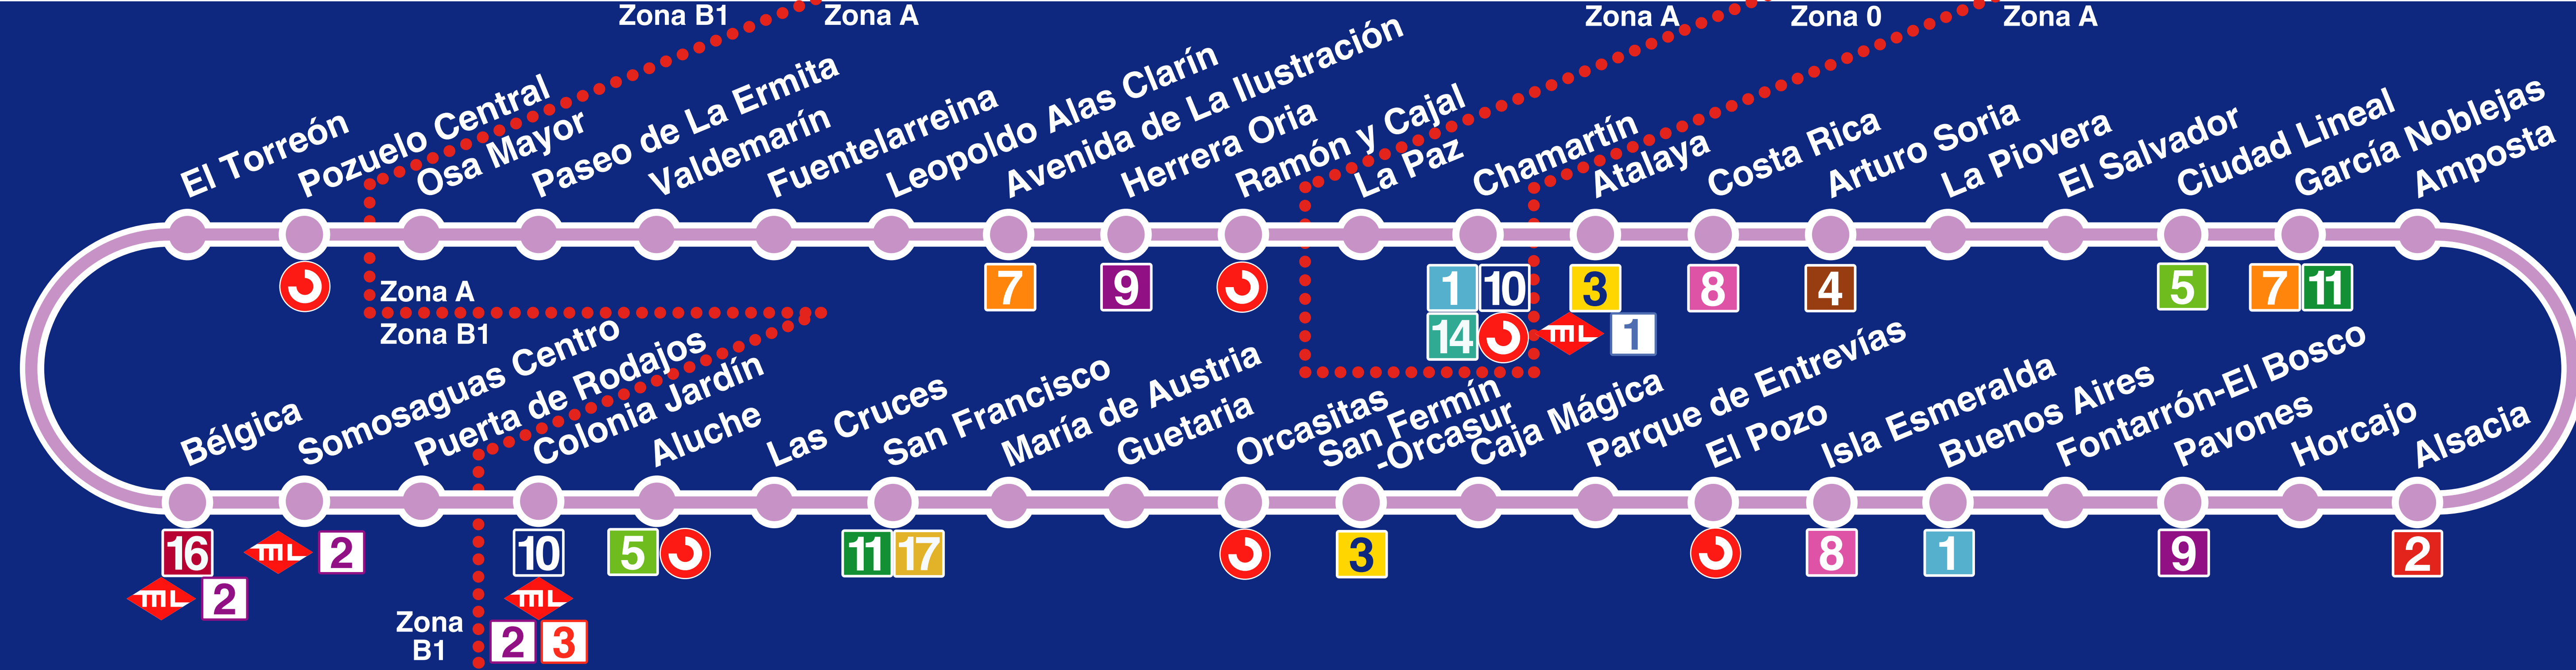 Zona B1
Zona A
Zona A
Zona 0
Zona A
El Torreón
Pozuelo Central
Osa Mayor
Paseo de La Ermita
Valdemarín
Fuentelarreina
Leopoldo Alas Clarín
Avenida de La Ilustración
Herrera Oria
Ramón y Cajal
La Paz
Chamartín
Atalaya
Costa Rica
Arturo Soria
La Piovera
El Salvador
Ciudad Lineal
García Noblejas
Amposta
7
9
1 10
14
3
ML 1
8
4
5
7 11
Zona A
Zona B1
Bélgica
Somosaguas Centro
Puerta de Rodajos
Colonia Jardín
Aluche
Las Cruces
San Francisco
María de Austria
Guetaria
Orcasitas
San Fermín
-Orcasur
Caja Mágica
Parque de Entrevías
El Pozo
Isla Esmeralda
Buenos Aires
Fontarrón-El Bosco
Pavones
Horcajo
Alsacia
16
ML 2
ML 2
10
ML
2 3
5
11 17
3
8
1
9
2
Zona
B1